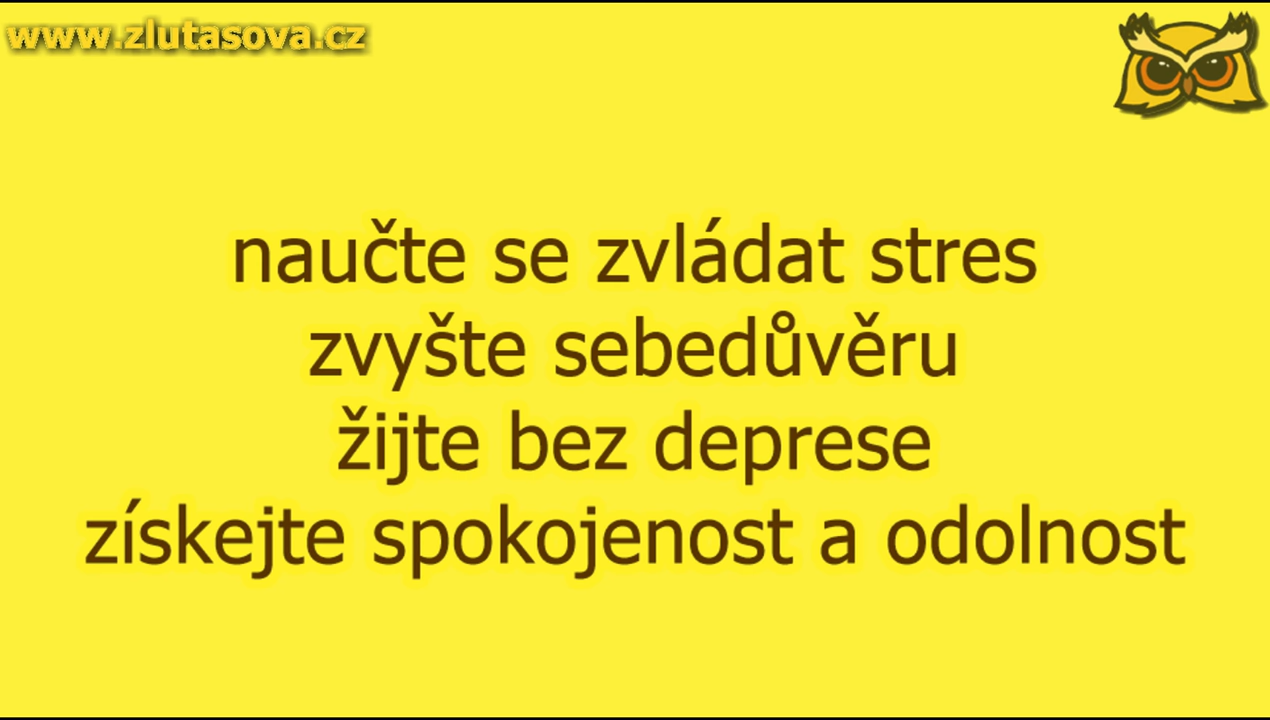 www.zlutasova.cz
naučte se zvládat stres
zvyšte sebedůvěru
žijte bez deprese
získejte spokojenost a odolnost